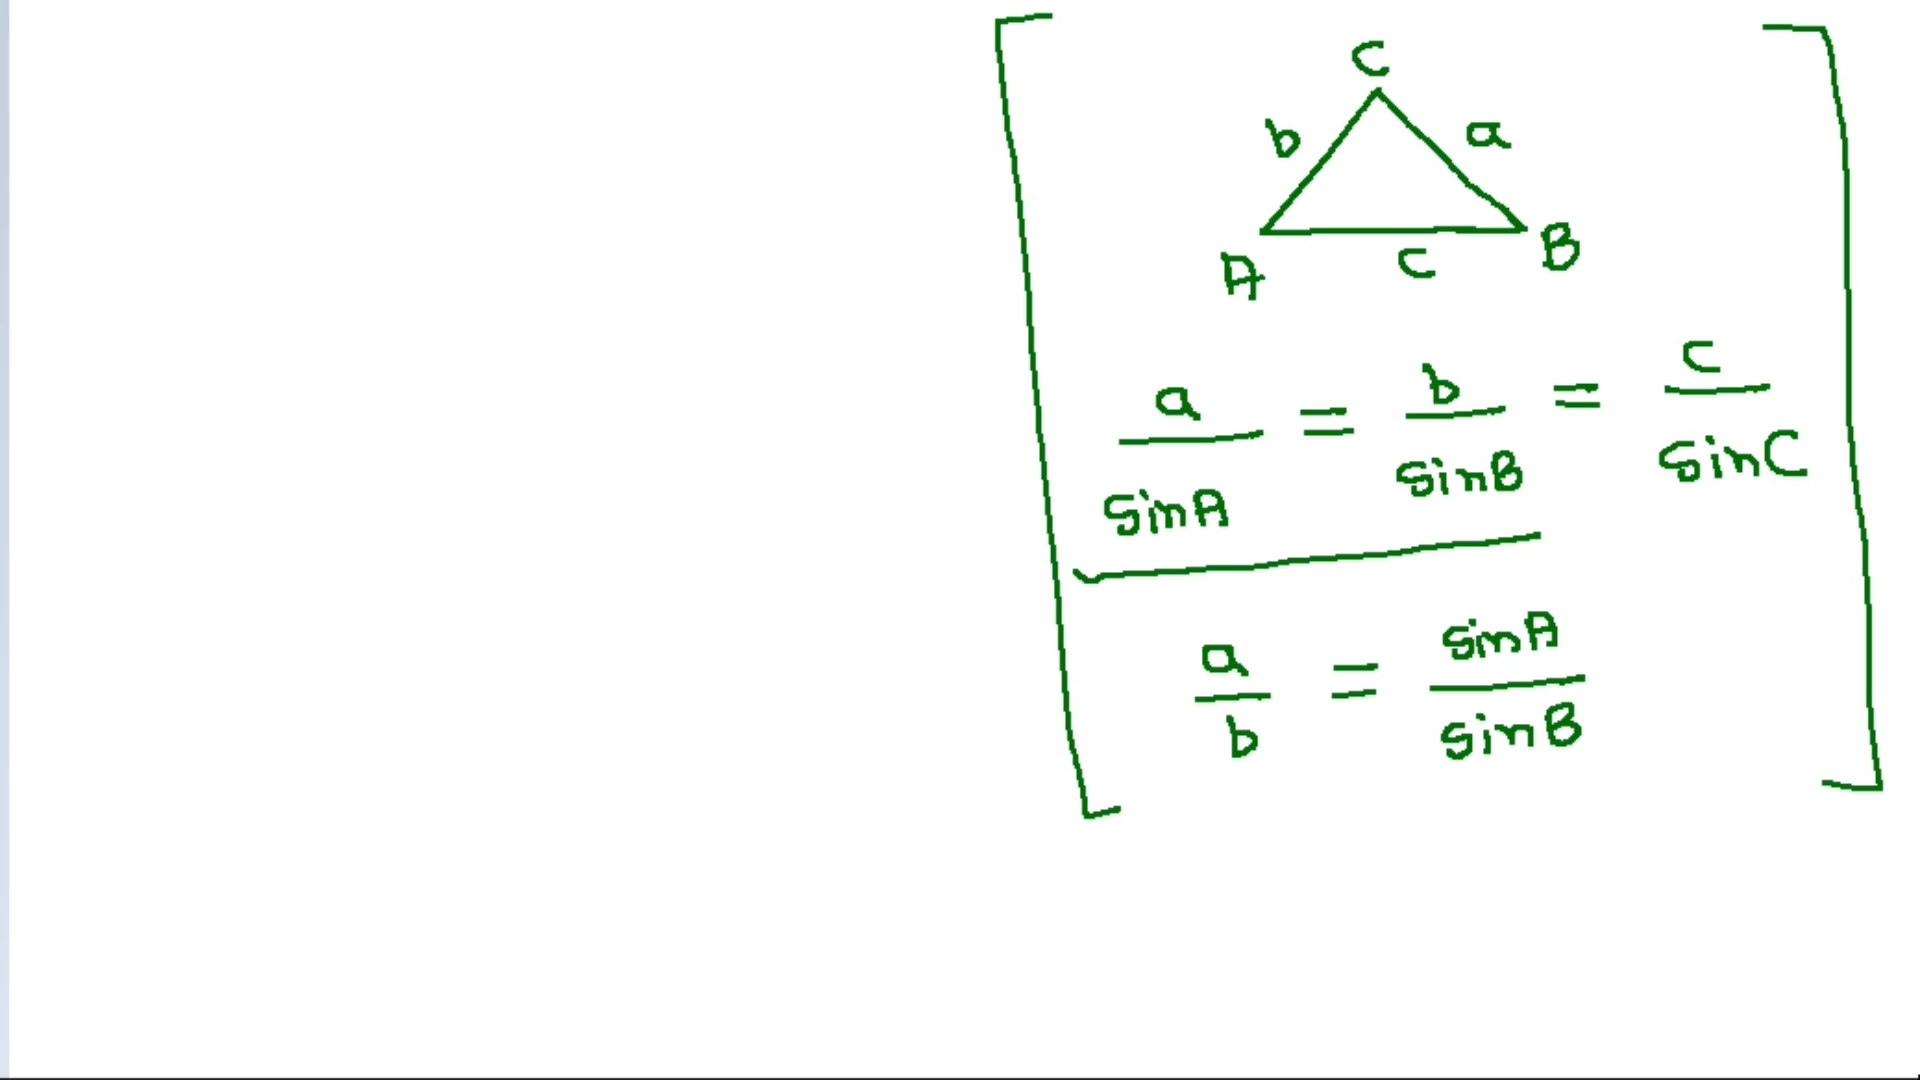 C
b a
A c B
a/sinA = b/sinB = c/sinC
a/b = sinA/sinB